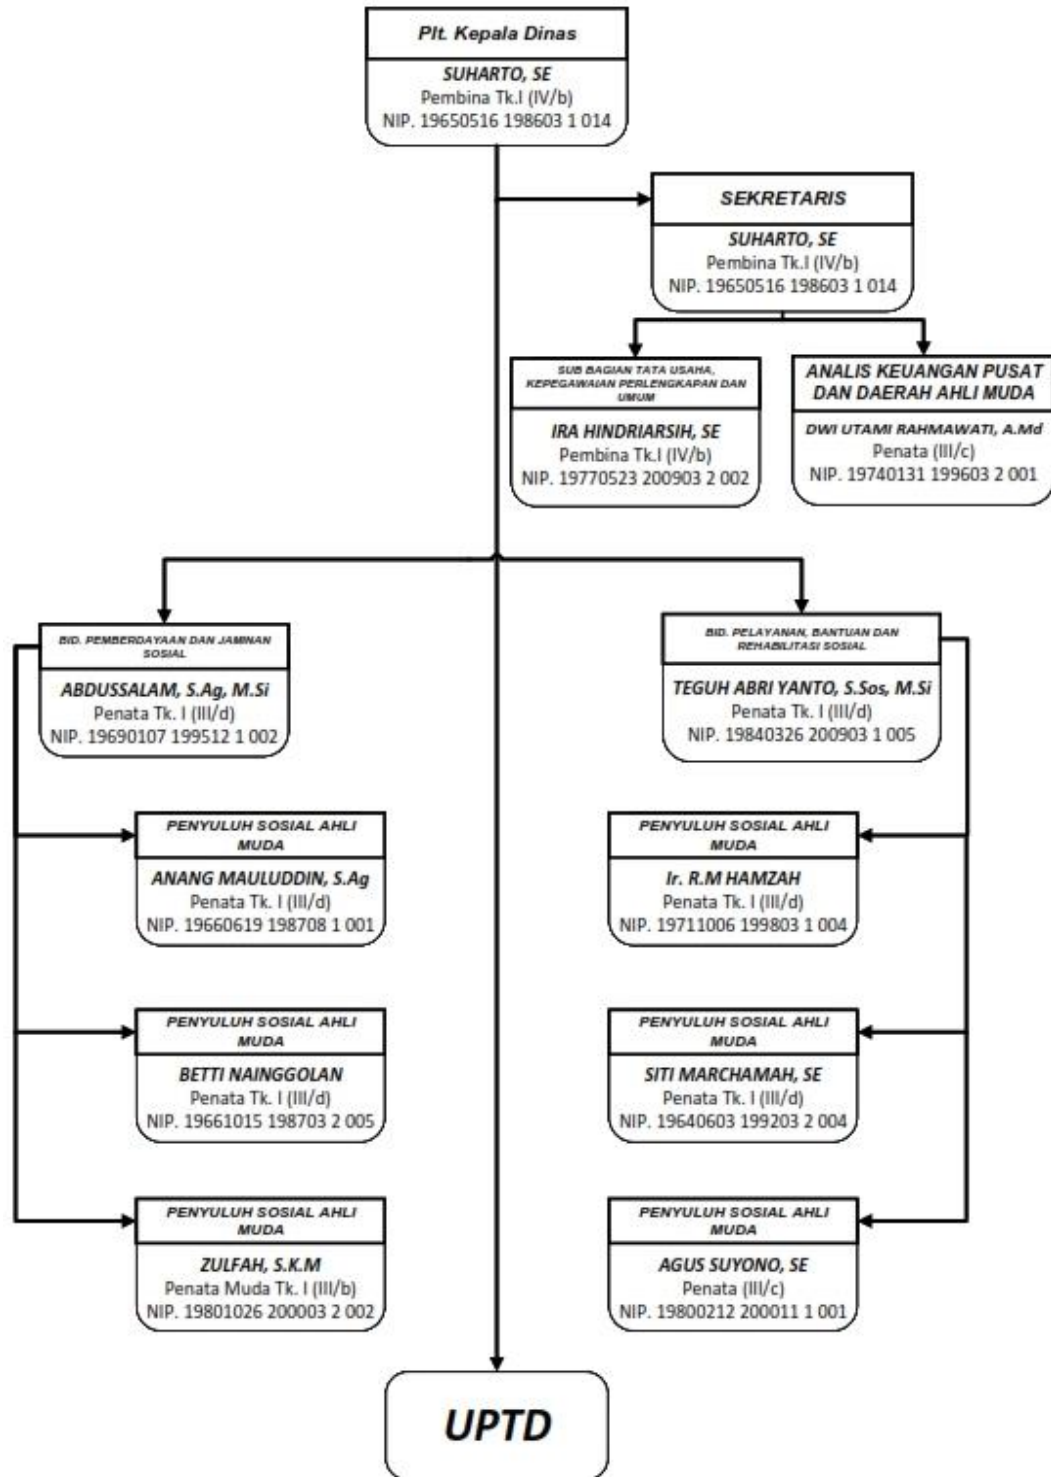 Plt. Kepala Dinas
SUHARTO, SE
Pembina Tk.I (IV/b)
NIP. 19650516 198603 1 014
SEKRETARIS
SUHARTO, SE
Pembina Tk.I (IV/b)
NIP. 19650516 198603 1 014
SUB BAGIAN TATA USAHA,
KEPEGAWAIAN PERLENGKAPAN DAN
UMUM
IRA HINDRIARSIH, SE
Pembina Tk.I (IV/b)
NIP. 19770523 200903 2 002
ANALIS KEUANGAN PUSAT
DAN DAERAH AHLI MUDA
DWI UTAMI RAHMAWATI, A.Md
Penata (III/c)
NIP. 19740131 199603 2 001
BID. PEMBERDAYAAN DAN JAMINAN
SOSIAL
ABDUSSALAM, S.Ag, M.Si
Penata Tk. I (III/d)
NIP. 19690107 199512 1 002
BID. PELAYANAN, BANTUAN DAN
REHABILITASI SOSIAL
TEGUH ABRI YANTO, S.Sos, M.Si
Penata Tk. I (III/d)
NIP. 19840326 200903 1 005
PENYULUH SOSIAL AHLI
MUDA
ANANG MAULUDDIN, S.Ag
Penata Tk. I (III/d)
NIP. 19660619 198708 1 001
PENYULUH SOSIAL AHLI
MUDA
Ir. R.M HAMZAH
Penata Tk. I (III/d)
NIP. 19711006 199803 1 004
PENYULUH SOSIAL AHLI
MUDA
BETTI NAINGGOLAN
Penata Tk. I (III/d)
NIP. 19661015 198703 2 005
PENYULUH SOSIAL AHLI
MUDA
SITI MARCHAMAH, SE
Penata Tk. I (III/d)
NIP. 19640603 199203 2 004
PENYULUH SOSIAL AHLI
MUDA
ZULFAH, S.K.M
Penata Muda Tk. I (III/b)
NIP. 19801026 200003 2 002
PENYULUH SOSIAL AHLI
MUDA
AGUS SUYONO, SE
Penata (III/c)
NIP. 19800212 200011 1 001
UPTD